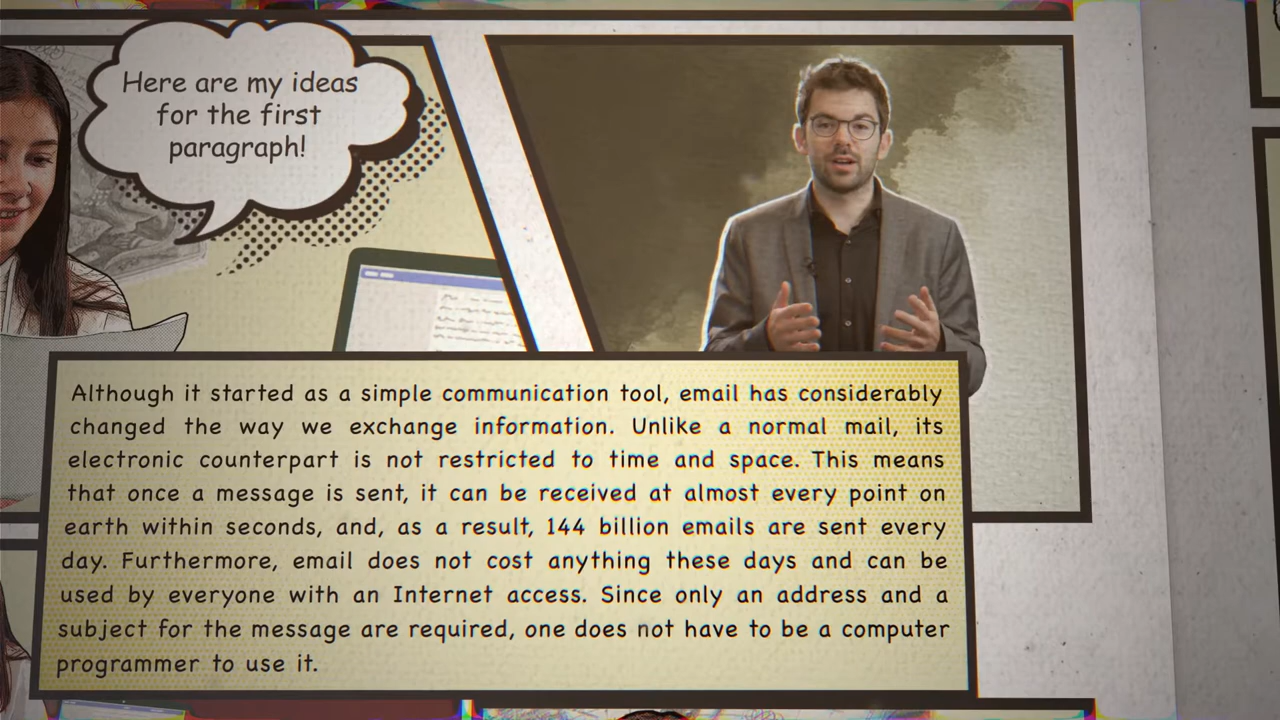 Here are my ideas
for the first
paragraph!
Although it started as a simple communication tool, email has considerably
changed the way we exchange information. Unlike a normal mail, its
electronic counterpart is not restricted to time and space. This means
that once a message is sent, it can be received at almost every point on
earth within seconds, and, as a result, 144 billion emails are sent every
day. Furthermore, email does not cost anything these days and can be
used by everyone with an Internet access. Since only an address and a
subject for the message are required, one does not have to be a computer
programmer to use it.